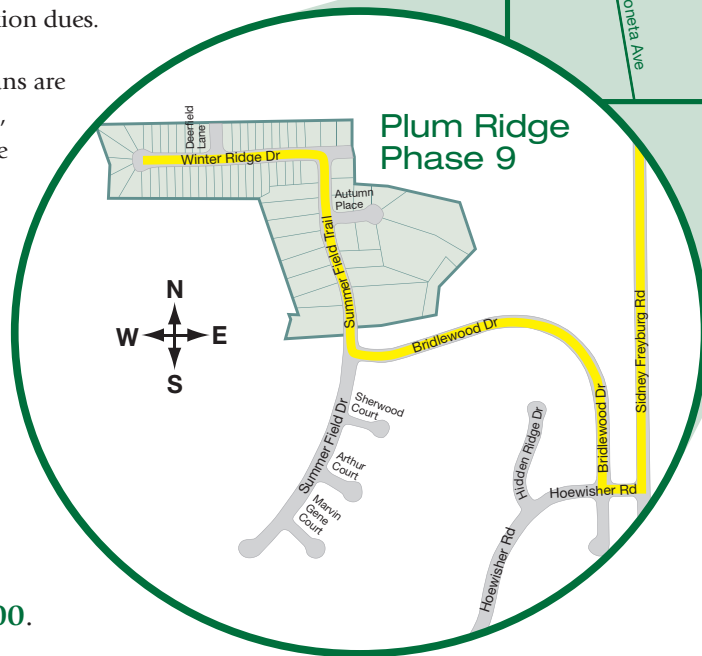 ion dues.
ns are
,
e
00.
oneta Ave
Plum Ridge
Phase 9
Deerfield
Lane
Winter Ridge Dr
Autumn
Place
Summer Field Trail
N
W E
S
Bridlewood Dr
Sidney Freyburg Rd
Bridlewood Dr
Sherwood
Court
Summer Field Dr
Arthur
Court
Marvin
Gene
Court
Hidden Ridge Dr
Hoewisher Rd
Hoewisher Rd